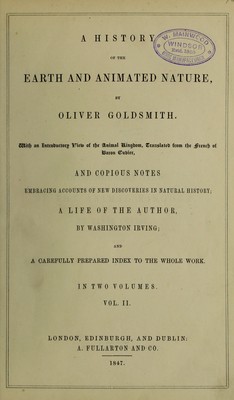 A HISTORY
OF THE
EARTH AND ANIMATED NATURE,
BY
OLIVER GOLDSMITH.
With an Introductory View of the Animal Kingdom, Translated from the French of
Baron Cuvier,
AND COPIOUS NOTES
EMBRACING ACCOUNTS OF NEW DISCOVERIES IN NATURAL HISTORY;
A LIFE OF THE AUTHOR,
BY WASHINGTON IRVING;
AND
A CAREFULLY PREPARED INDEX TO THE WHOLE WORK.
IN TWO VOLUMES.
VOL. II.
LONDON, EDINBURGH, AND DUBLIN:
A. FULLARTON AND CO.
1847.
W. MAINWOOD
WINDSOR